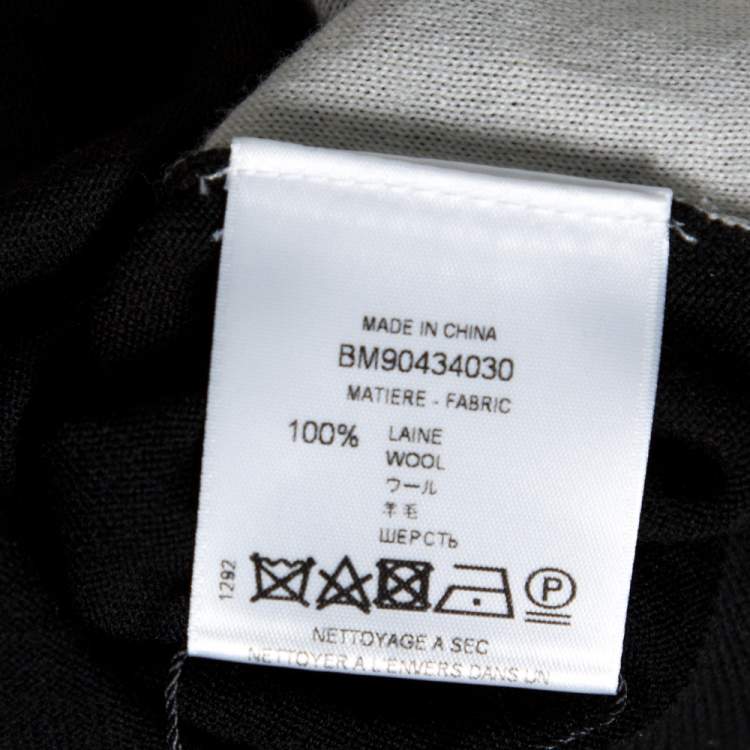 MADE IN CHINA
BM90434030
MATIERE - FABRIC
100% LAINE
WOOL
ウール
羊毛
ШЕРСТЬ
1292
P
NETTOYAGE A SEC
NETTOYER A L'ENVERS DANS UN